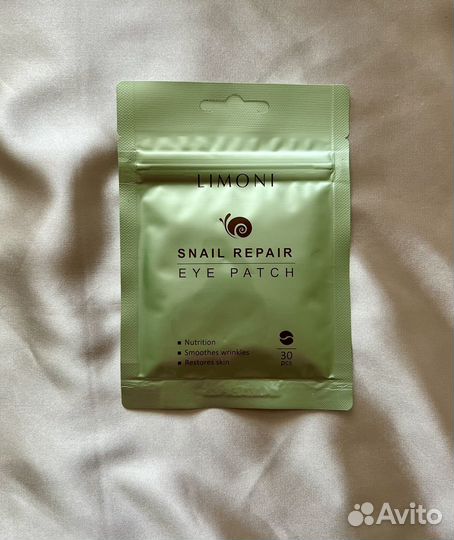 LIMONI
SNAIL REPAIR
EYE PATCH
Nutrition
Smoothes wrinkles
Restores skin
30
pcs
Avito